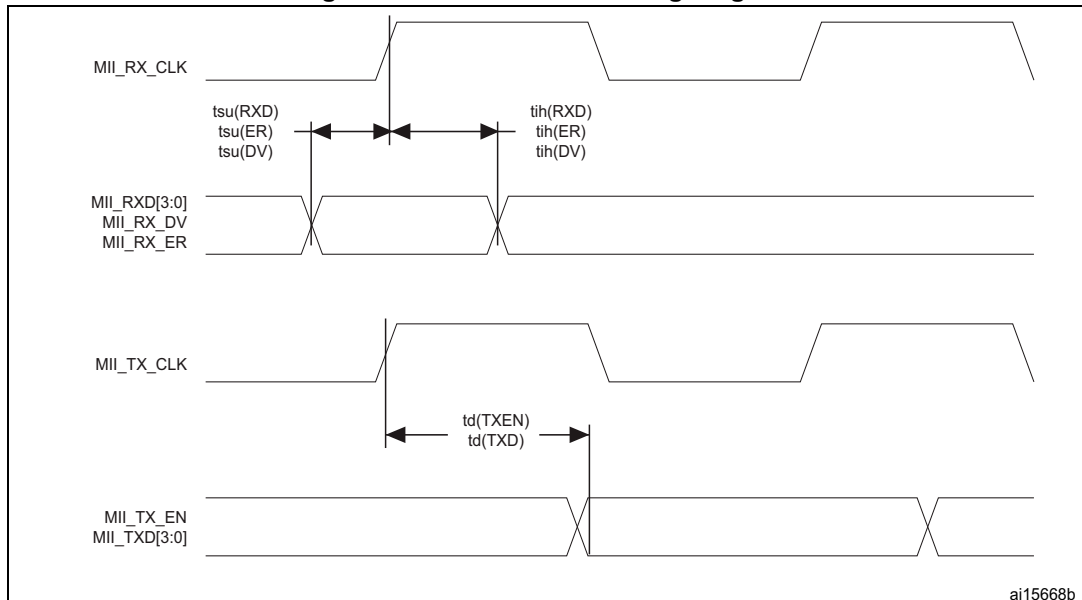 MII_RX_CLK
tsu(RXD)
tsu(ER)
tsu(DV)
tih(RXD)
tih(ER)
tih(DV)
MII_RXD[3:0]
MII_RX_DV
MII_RX_ER
MII_TX_CLK
td(TXEN)
td(TXD)
MII_TX_EN
MII_TXD[3:0]
ai15668b